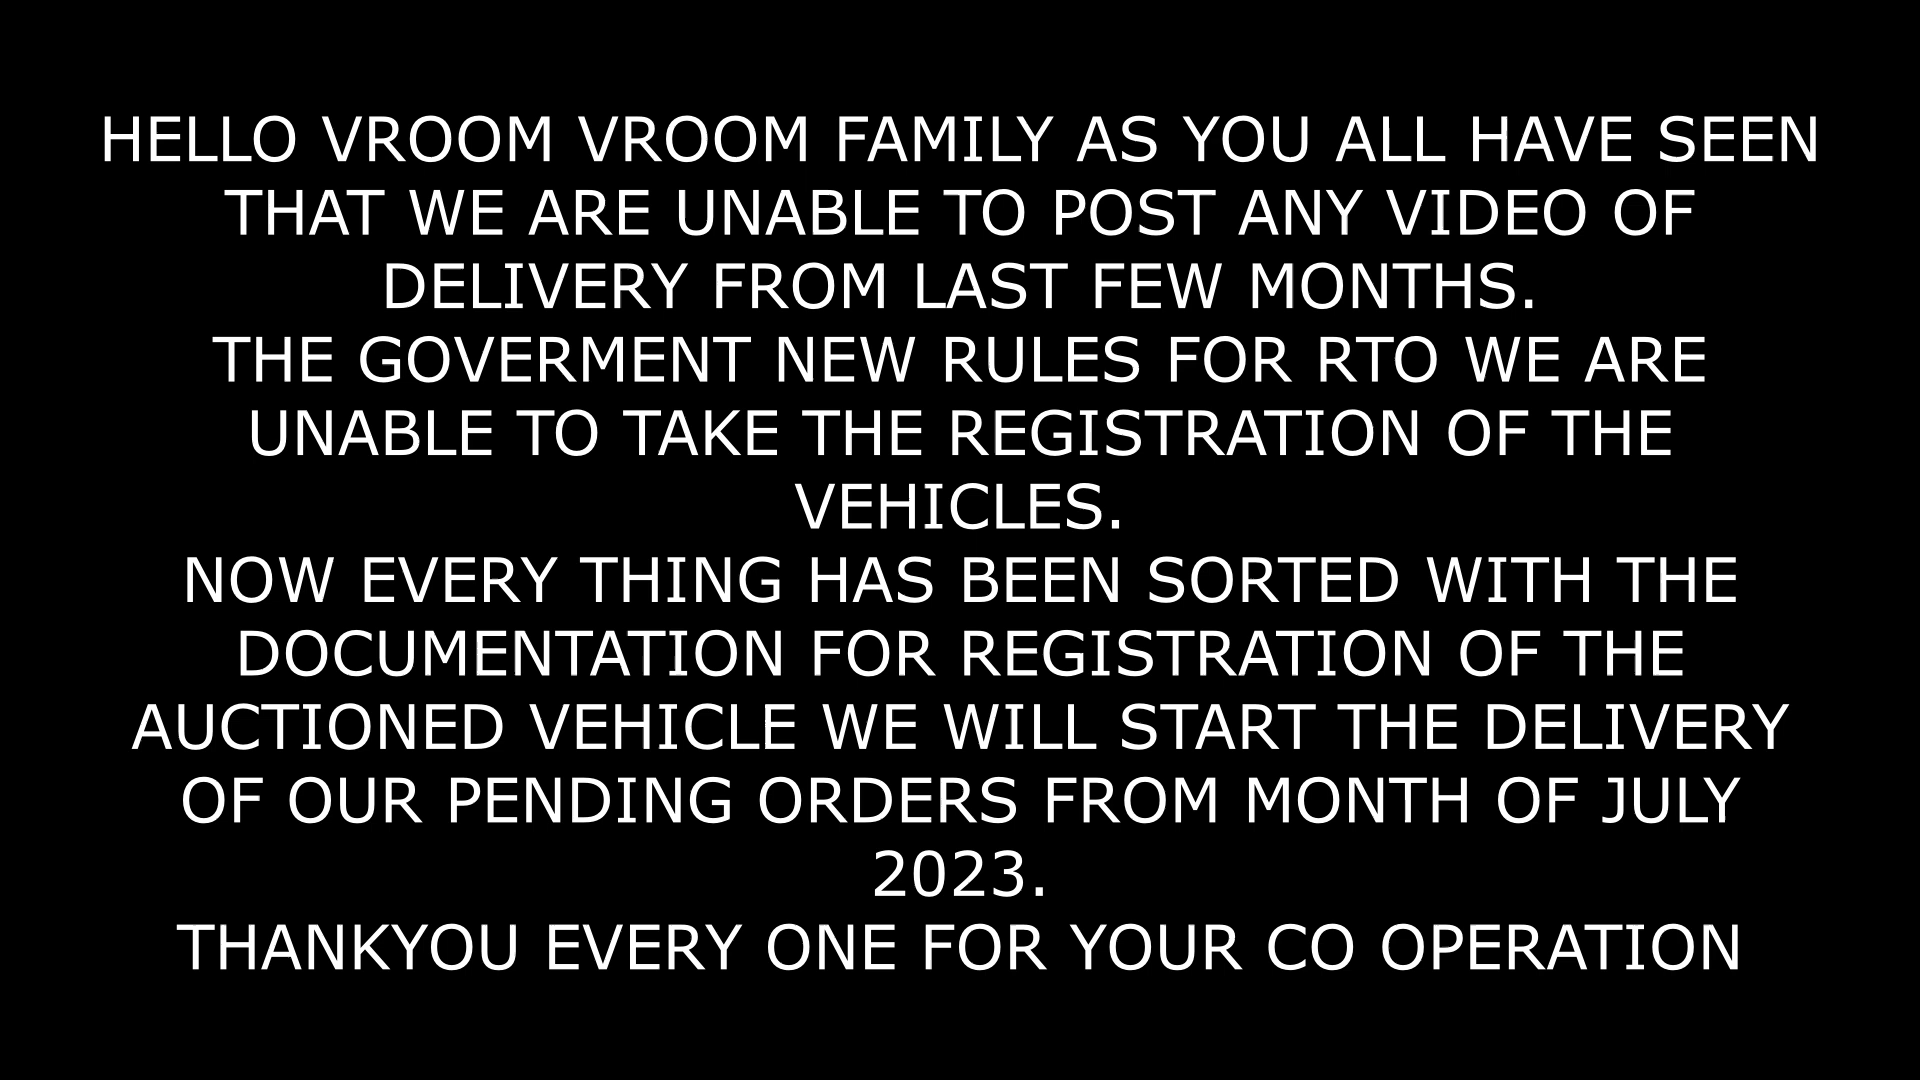 HELLO VROOM VROOM FAMILY AS YOU ALL HAVE SEEN
THAT WE ARE UNABLE TO POST ANY VIDEO OF
DELIVERY FROM LAST FEW MONTHS.
THE GOVERMENT NEW RULES FOR RTO WE ARE
UNABLE TO TAKE THE REGISTRATION OF THE
VEHICLES.
NOW EVERY THING HAS BEEN SORTED WITH THE
DOCUMENTATION FOR REGISTRATION OF THE
AUCTIONED VEHICLE WE WILL START THE DELIVERY
OF OUR PENDING ORDERS FROM MONTH OF JULY
2023.
THANKYOU EVERY ONE FOR YOUR CO OPERATION